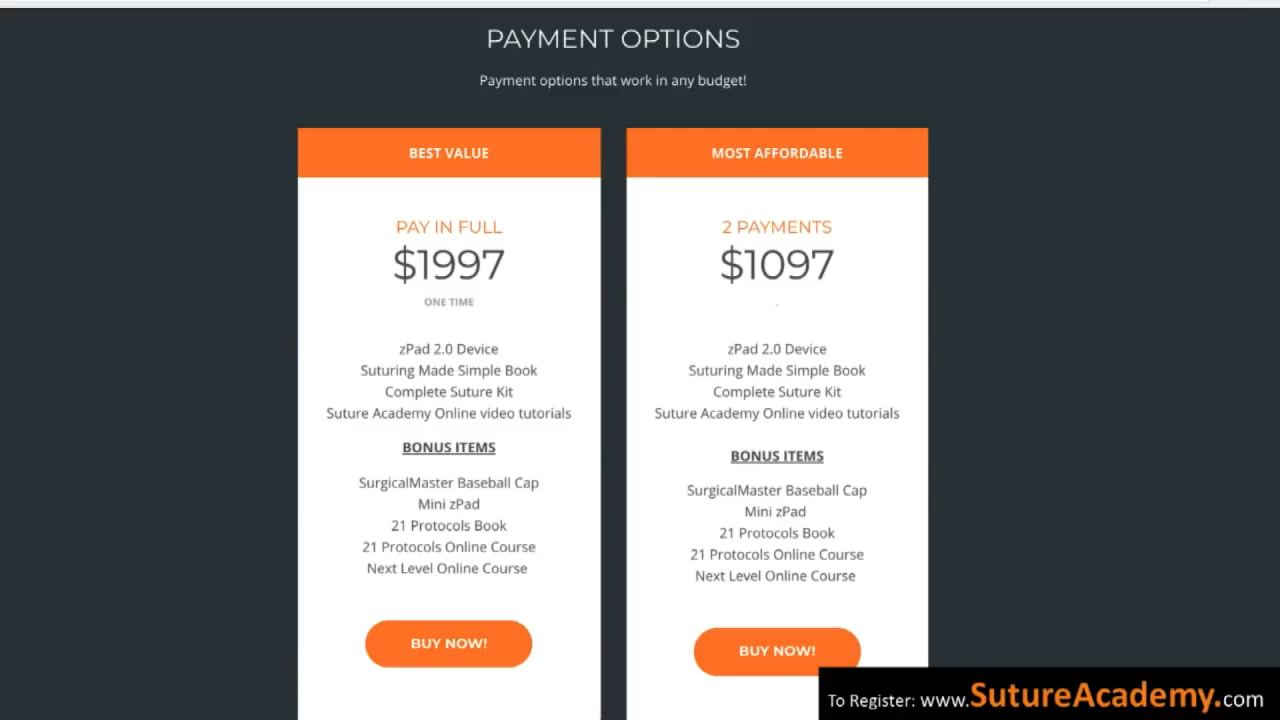 PAYMENT OPTIONS
Payment options that work in any budget!
BEST VALUE
PAY IN FULL
$1997
ONE TIME
zPad 2.0 Device
Suturing Made Simple Book
Complete Suture Kit
Suture Academy Online video tutorials
BONUS ITEMS
SurgicalMaster Baseball Cap
Mini zPad
21 Protocols Book
21 Protocols Online Course
Next Level Online Course
BUY NOW!
MOST AFFORDABLE
2 PAYMENTS
$1097
.
zPad 2.0 Device
Suturing Made Simple Book
Complete Suture Kit
Suture Academy Online video tutorials
BONUS ITEMS
SurgicalMaster Baseball Cap
Mini zPad
21 Protocols Book
21 Protocols Online Course
Next Level Online Course
BUY NOW!
To Register: www.SutureAcademy.com